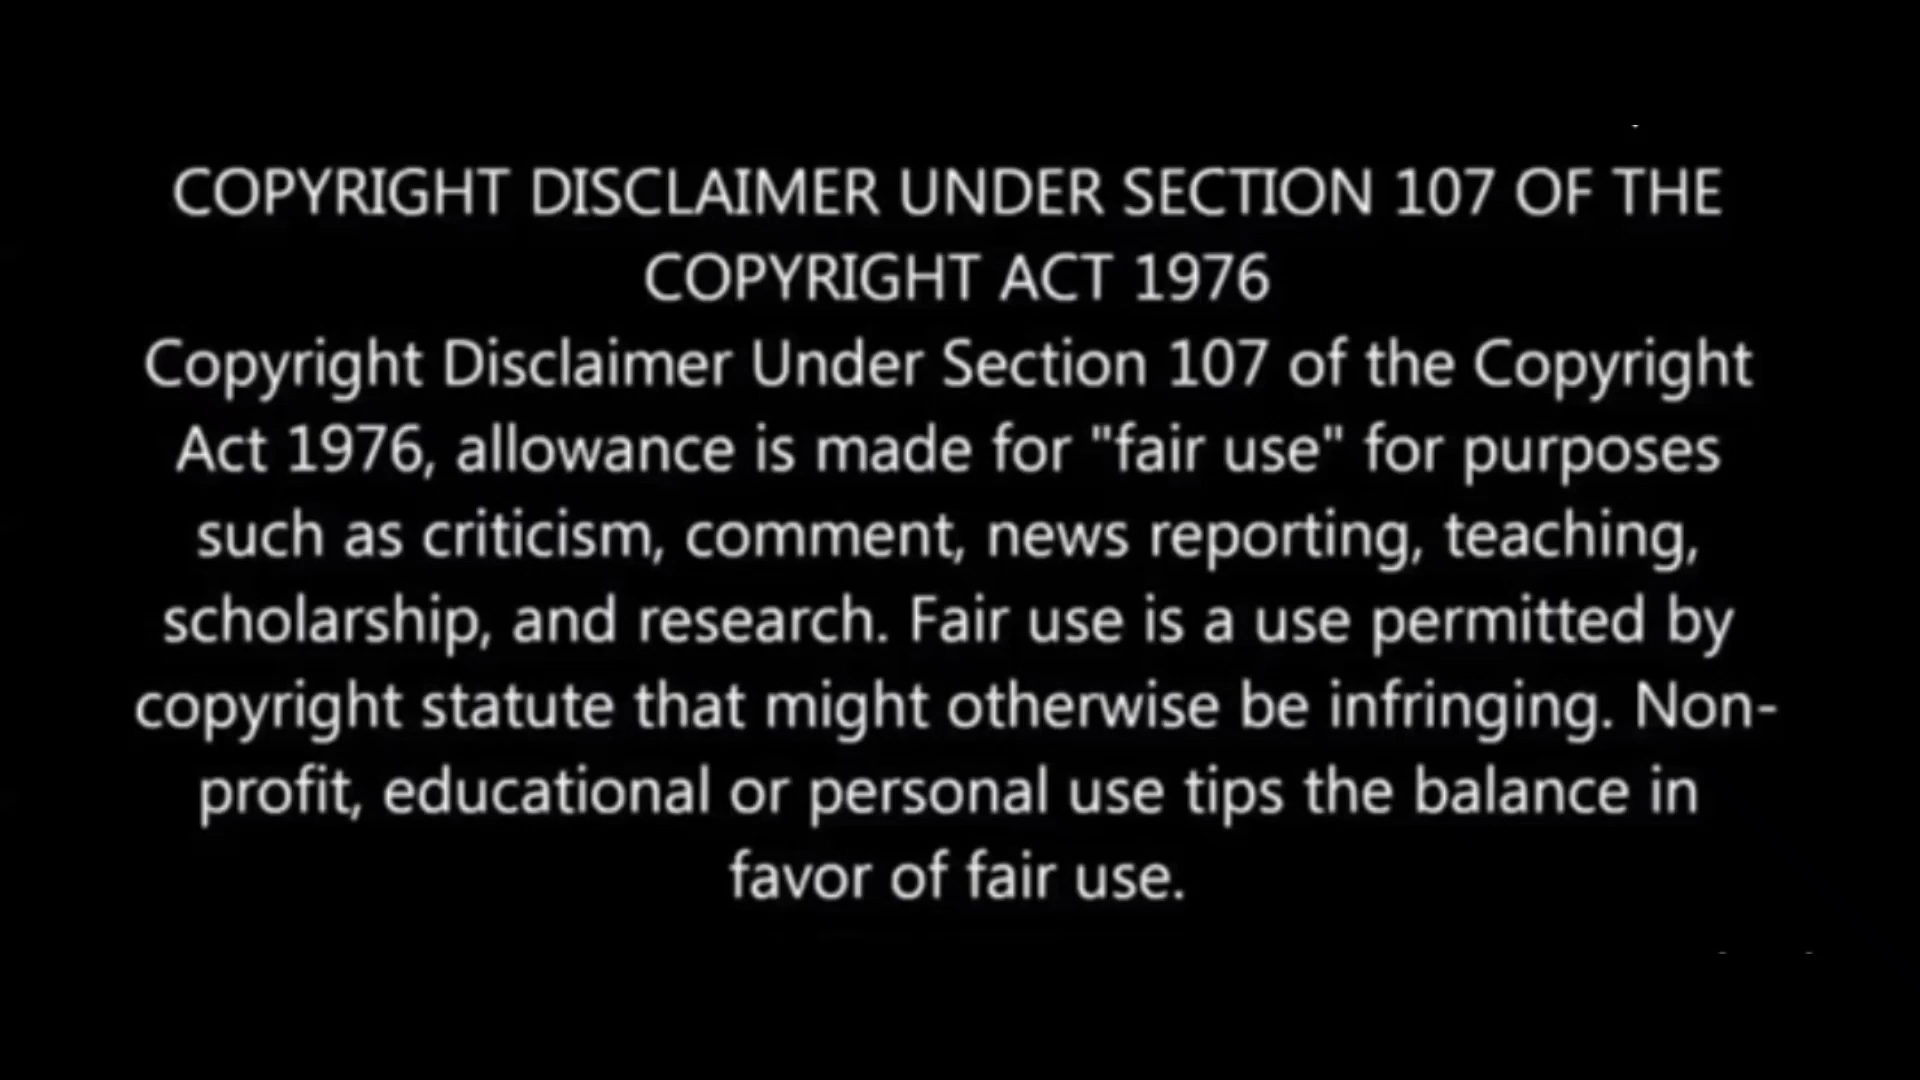 COPYRIGHT DISCLAIMER UNDER SECTION 107 OF THE
COPYRIGHT ACT 1976
Copyright Disclaimer Under Section 107 of the Copyright
Act 1976, allowance is made for "fair use" for purposes
such as criticism, comment, news reporting, teaching,
scholarship, and research. Fair use is a use permitted by
copyright statute that might otherwise be infringing. Non-
profit, educational or personal use tips the balance in
favor of fair use.